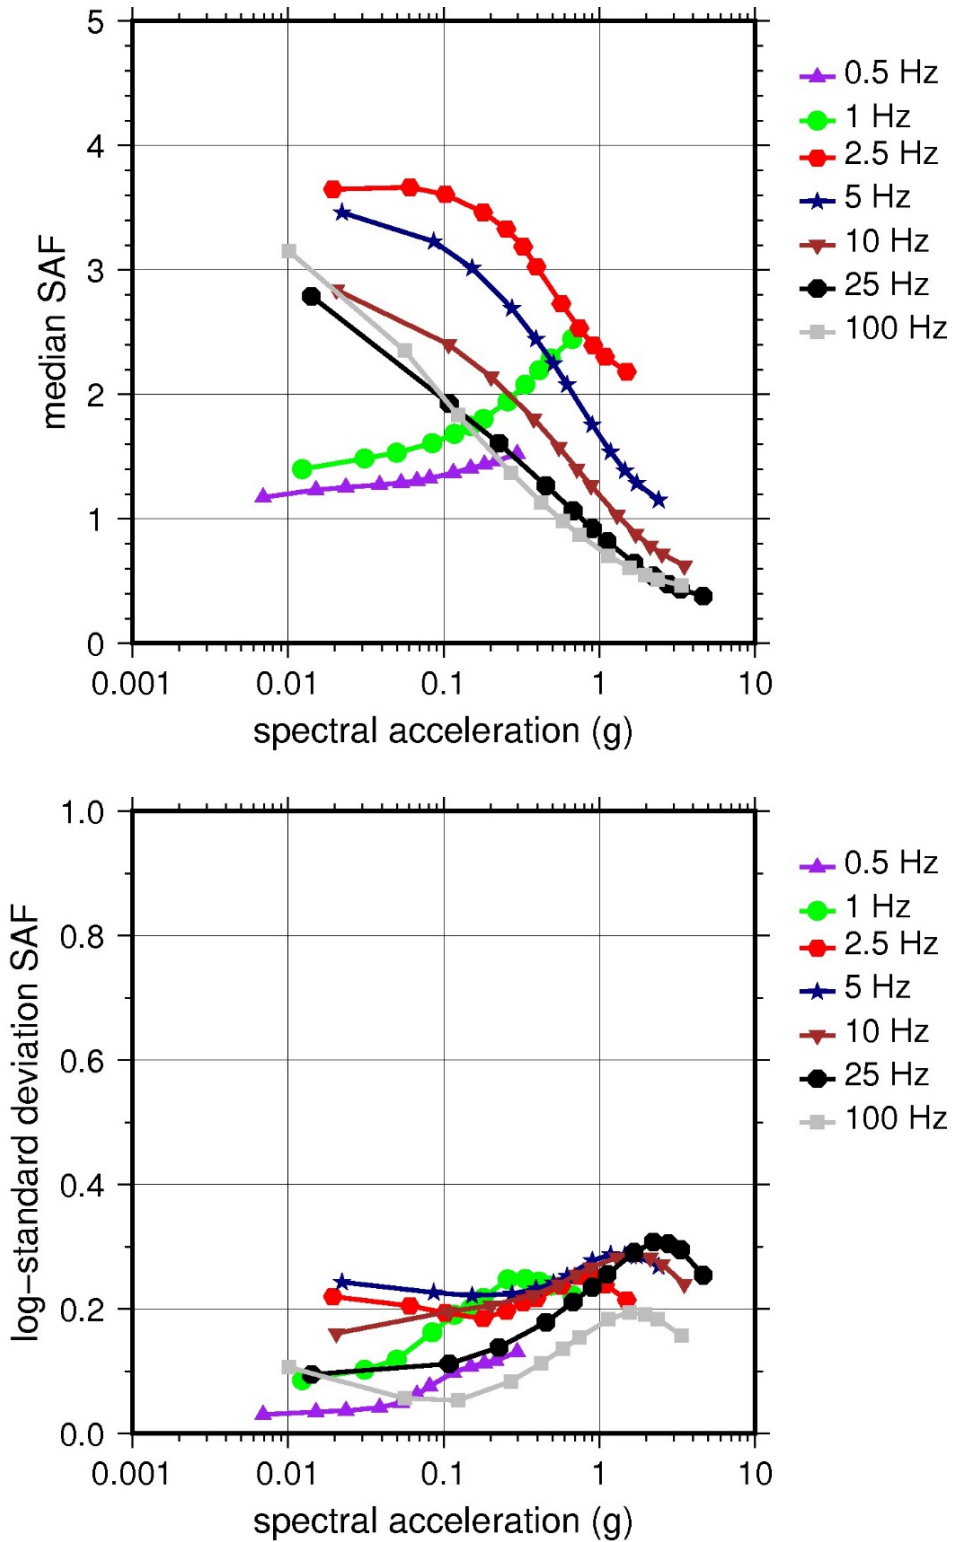 5
4
3
2
1
0
median SAF
0.001 0.01 0.1 1 10
spectral acceleration (g)
0.5 Hz
1 Hz
2.5 Hz
5 Hz
10 Hz
25 Hz
100 Hz
1.0
0.8
0.6
0.4
0.2
0.0
log−standard deviation SAF
0.001 0.01 0.1 1 10
spectral acceleration (g)
0.5 Hz
1 Hz
2.5 Hz
5 Hz
10 Hz
25 Hz
100 Hz